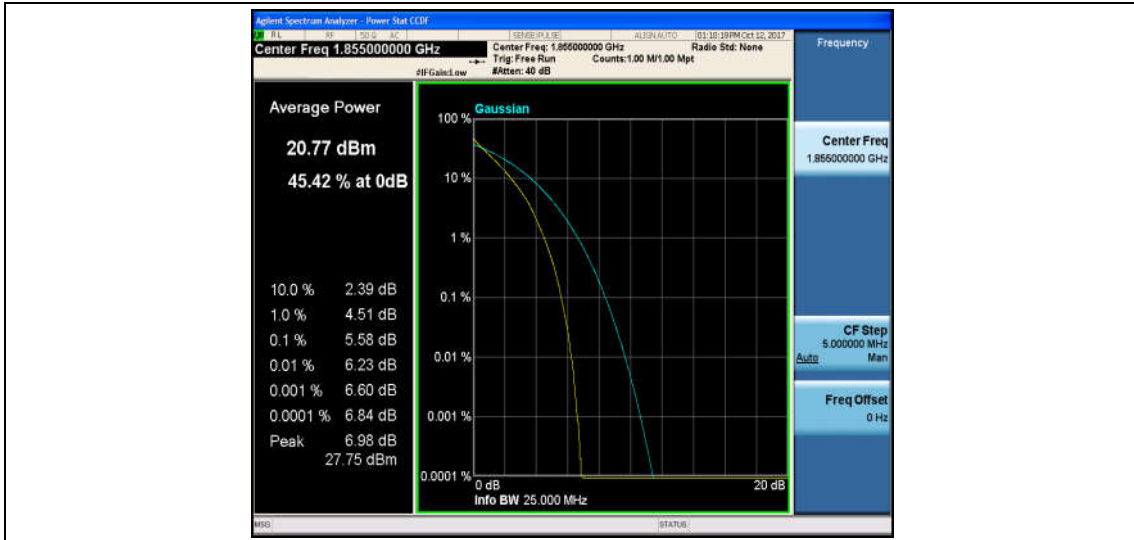 Agilent Spectrum Analyzer - Power Stat CCDF
RL RF 50 Ω AC SENSE:PULSE ALIGN AUTO 01:10:19 PM Oct 12, 2017
Center Freq 1.855000000 GHz
Center Freq: 1.855000000 GHz Radio Std: None
Trig: Free Run Counts:1.00 M/1.00 Mpt
#IFGain:Low #Atten: 40 dB
Frequency
Average Power
20.77 dBm
45.42 % at 0dB
10.0 % 2.39 dB
1.0 % 4.51 dB
0.1 % 5.58 dB
0.01 % 6.23 dB
0.001 % 6.60 dB
0.0001 % 6.84 dB
Peak 6.98 dB
27.75 dBm
Gaussian
100 %
10 %
1 %
0.1 %
0.01 %
0.001 %
0.0001 %
0 dB 20 dB
Info BW 25.000 MHz
Center Freq
1.855000000 GHz
CF Step
5.000000 MHz
Auto Man
Freq Offset
0 Hz
MSG STATUS